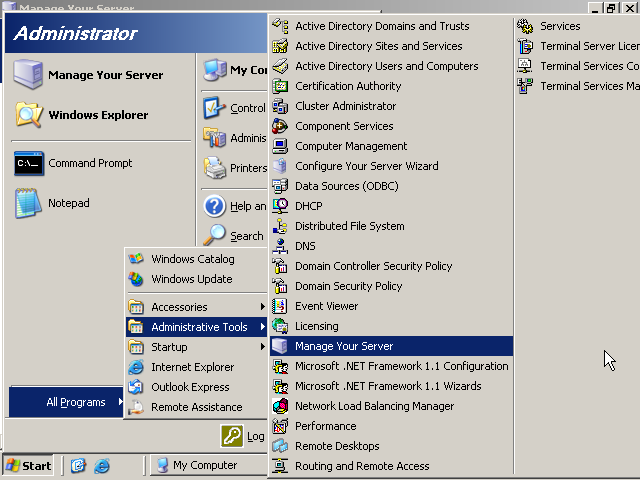 Manage Your Server
Administrator
Manage Your Server
Windows Explorer
Command Prompt
Notepad
All Programs
My Co
Control
Adminis
Printers
Help an
Search
Log
Windows Catalog
Windows Update
Accessories
Administrative Tools
Startup
Internet Explorer
Outlook Express
Remote Assistance
Active Directory Domains and Trusts
Active Directory Sites and Services
Active Directory Users and Computers
Certification Authority
Cluster Administrator
Component Services
Computer Management
Configure Your Server Wizard
Data Sources (ODBC)
DHCP
Distributed File System
DNS
Domain Controller Security Policy
Domain Security Policy
Event Viewer
Licensing
Manage Your Server
Microsoft .NET Framework 1.1 Configuration
Microsoft .NET Framework 1.1 Wizards
Network Load Balancing Manager
Performance
Remote Desktops
Routing and Remote Access
Services
Terminal Server Licen
Terminal Services Co
Terminal Services Ma
Start
My Computer